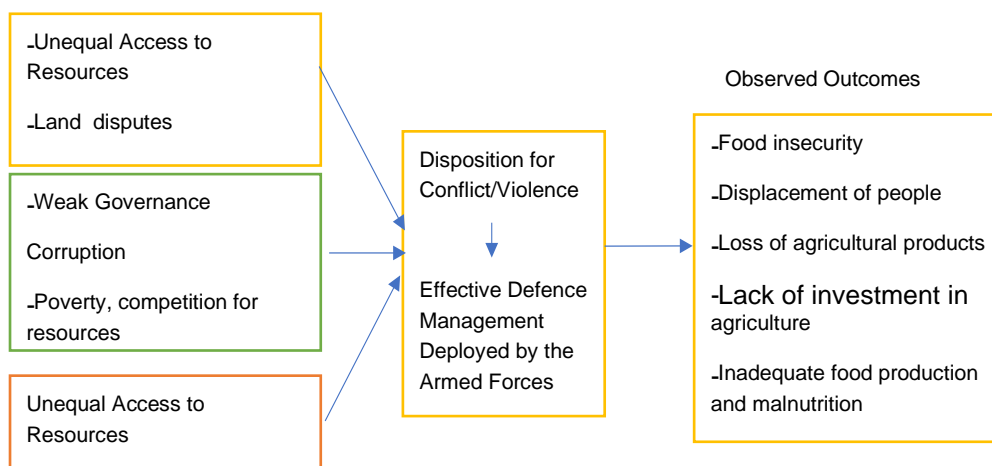 -Unequal Access to
Resources
-Land disputes
-Weak Governance
Corruption
-Poverty, competition for
resources
Unequal Access to
Resources
Disposition for
Conflict/Violence
Effective Defence
Management
Deployed by the
Armed Forces
Observed Outcomes
-Food insecurity
-Displacement of people
-Loss of agricultural products
-Lack of investment in
agriculture
-Inadequate food production
and malnutrition